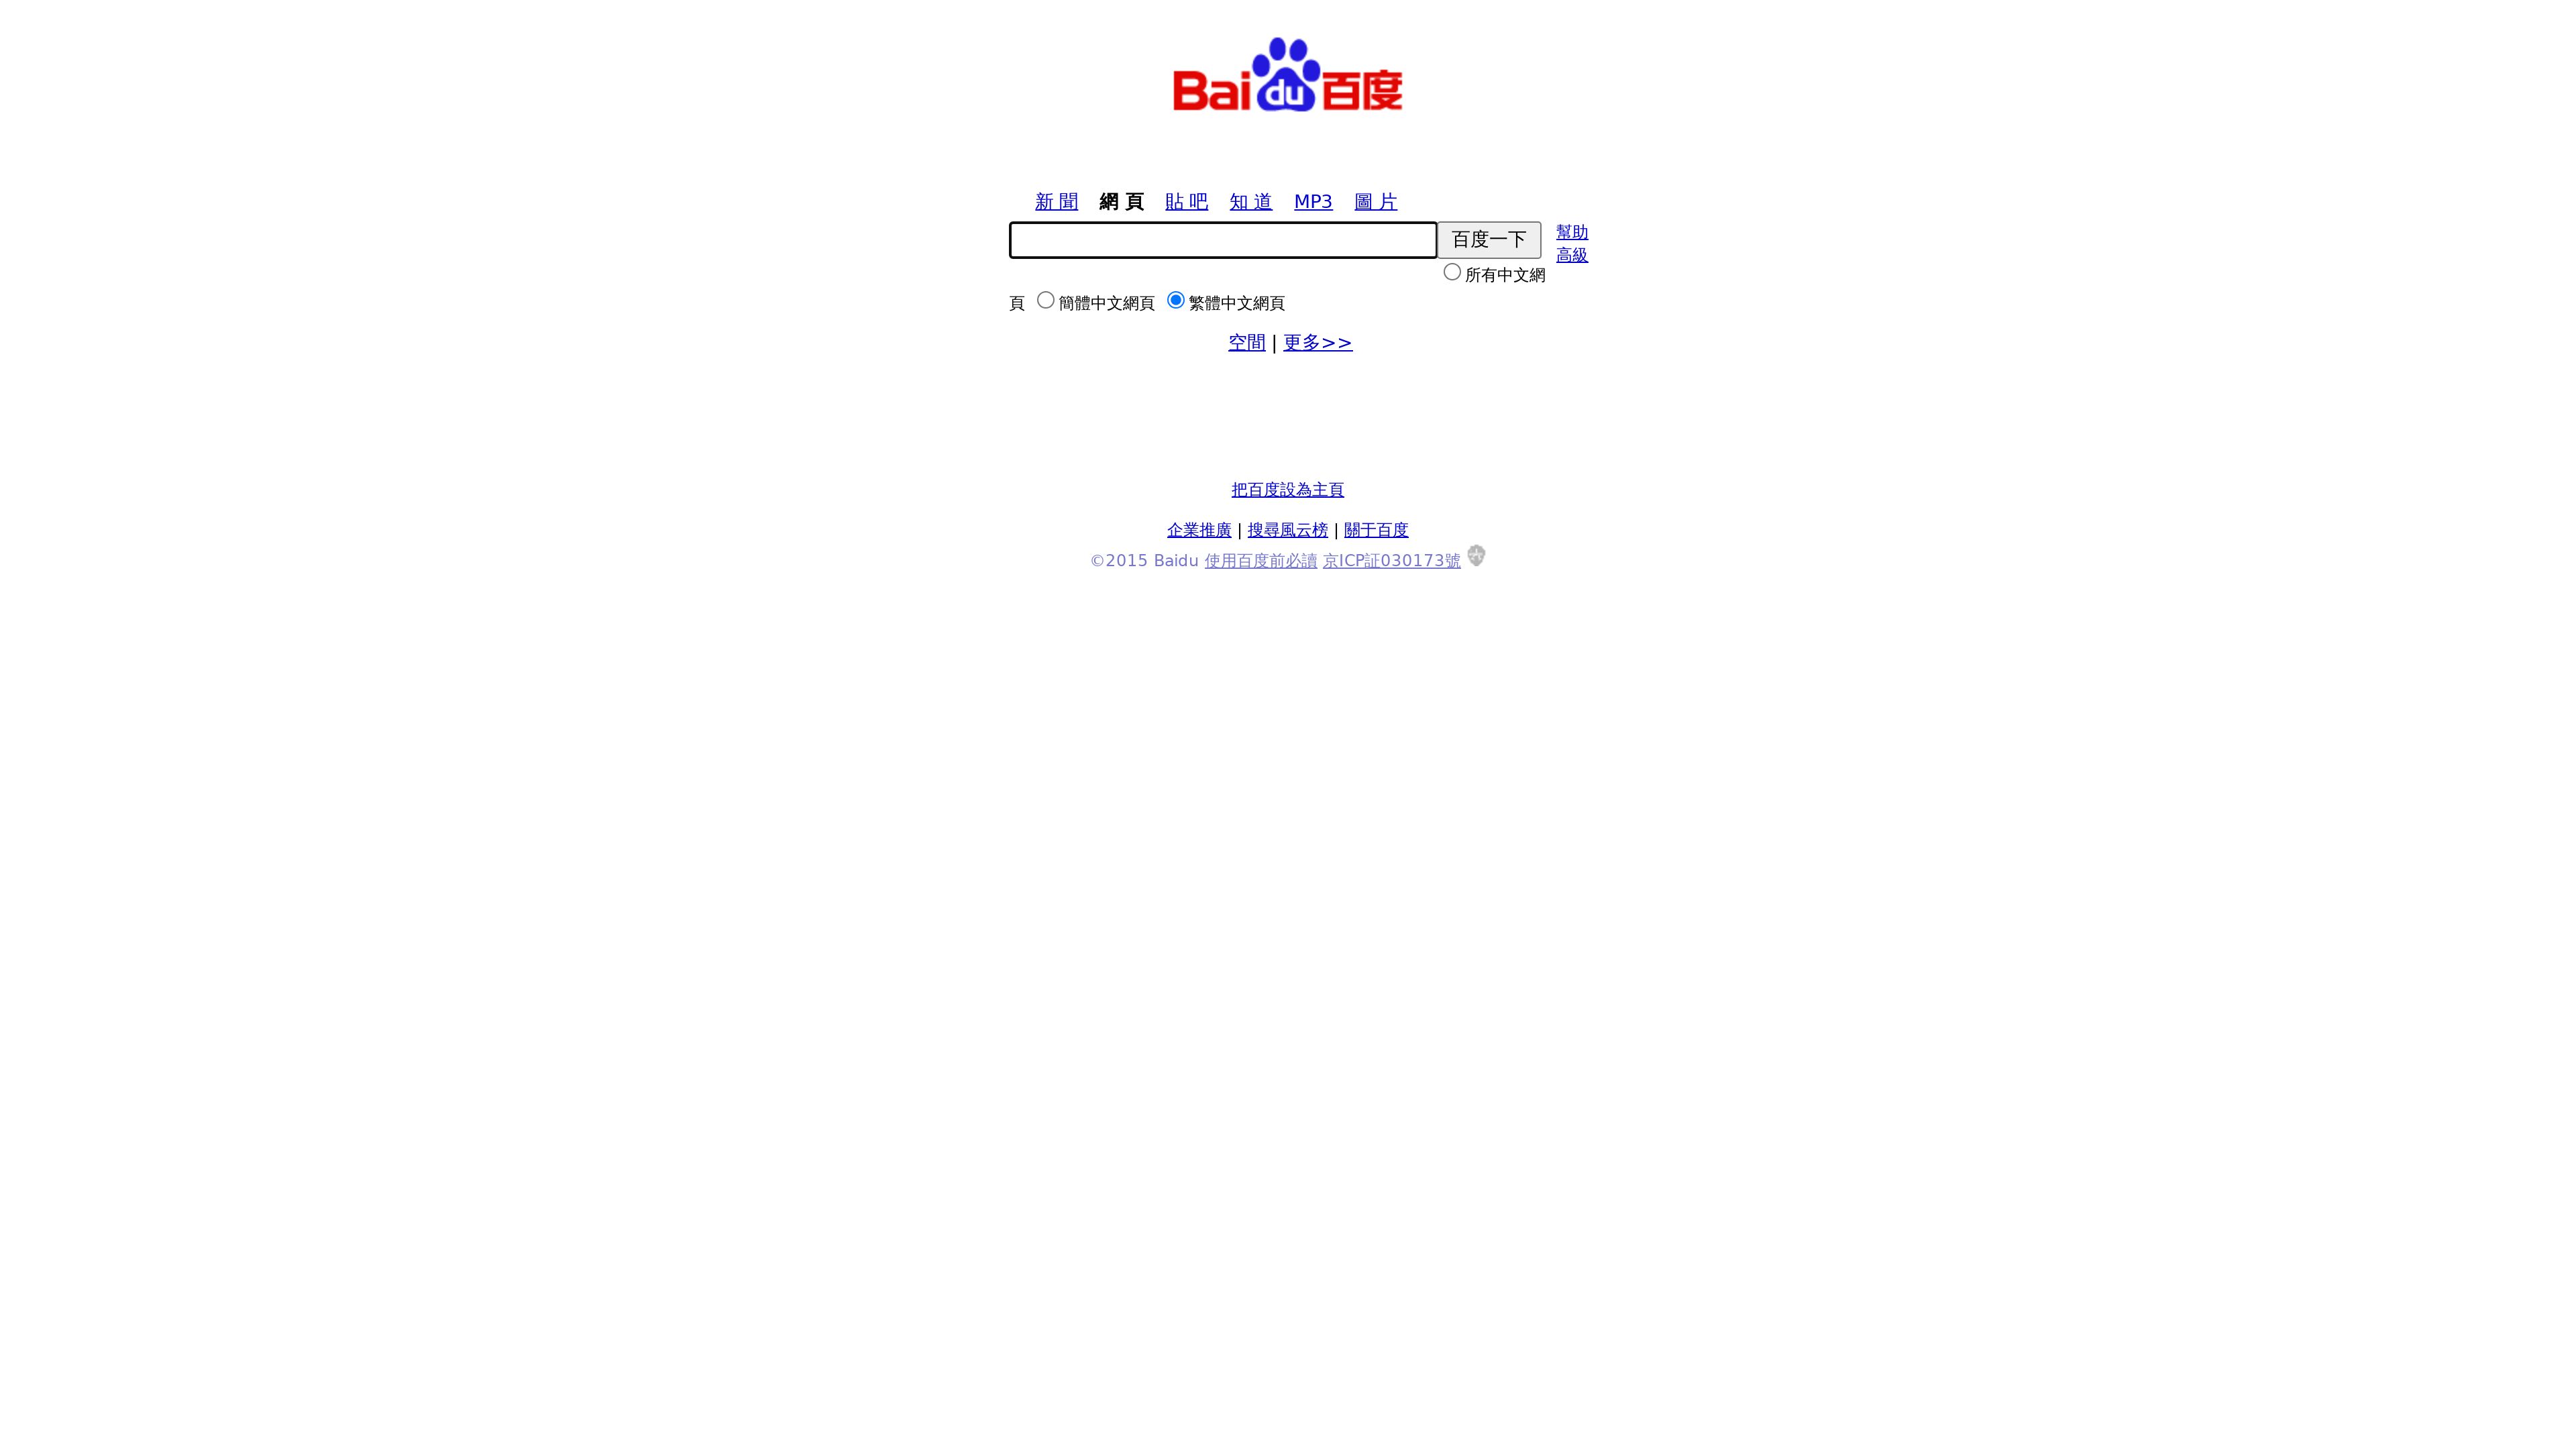 Bai du 百度
新 聞 網 頁 貼 吧 知 道 MP3 圖 片
百度一下 幫助
高級
所有中文網
頁 簡體中文網頁 繁體中文網頁
空間 | 更多>>
把百度設為主頁
企業推廣 | 搜尋風云榜 | 關于百度
©2015 Baidu 使用百度前必讀 京ICP証030173號